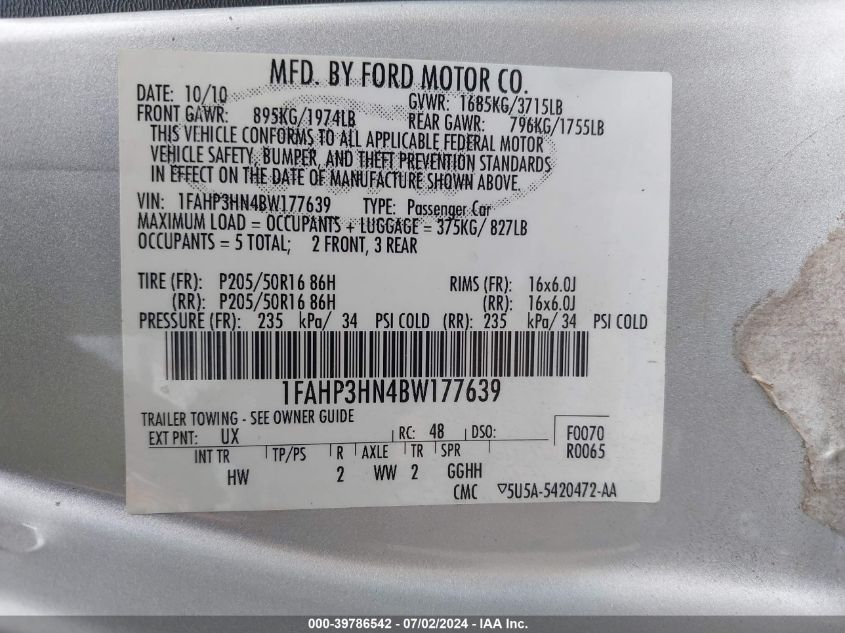 MFD. BY FORD MOTOR CO.
DATE: 10/10 GVWR: 1685KG/3715LB
FRONT GAWR: 895KG/1974LB REAR GAWR: 796KG/1755LB
THIS VEHICLE CONFORMS TO ALL APPLICABLE FEDERAL MOTOR
VEHICLE SAFETY, BUMPER, AND THEFT PREVENTION STANDARDS
IN EFFECT ON THE DATE OF MANUFACTURE SHOWN ABOVE.
VIN: 1FAHP3HN4BW177639 TYPE: Passenger Car
MAXIMUM LOAD = OCCUPANTS + LUGGAGE = 375KG/ 827LB
OCCUPANTS = 5 TOTAL; 2 FRONT, 3 REAR
TIRE (FR): P205/50R16 86H RIMS (FR): 16x6.0J
(RR): P205/50R16 86H (RR): 16x6.0J
PRESSURE (FR): 235 kPa/ 34 PSI COLD (RR): 235 kPa/ 34 PSI COLD
1FAHP3HN4BW177639
TRAILER TOWING - SEE OWNER GUIDE
EXT PNT: UX RC: 48 DSO: F0070
R0065
INT TR TP/PS R AXLE TR SPR
HW 2 WW 2 GGHH
CMC ▽5U5A-5420472-AA
000-39786542 - 07/02/2024 - IAA Inc.